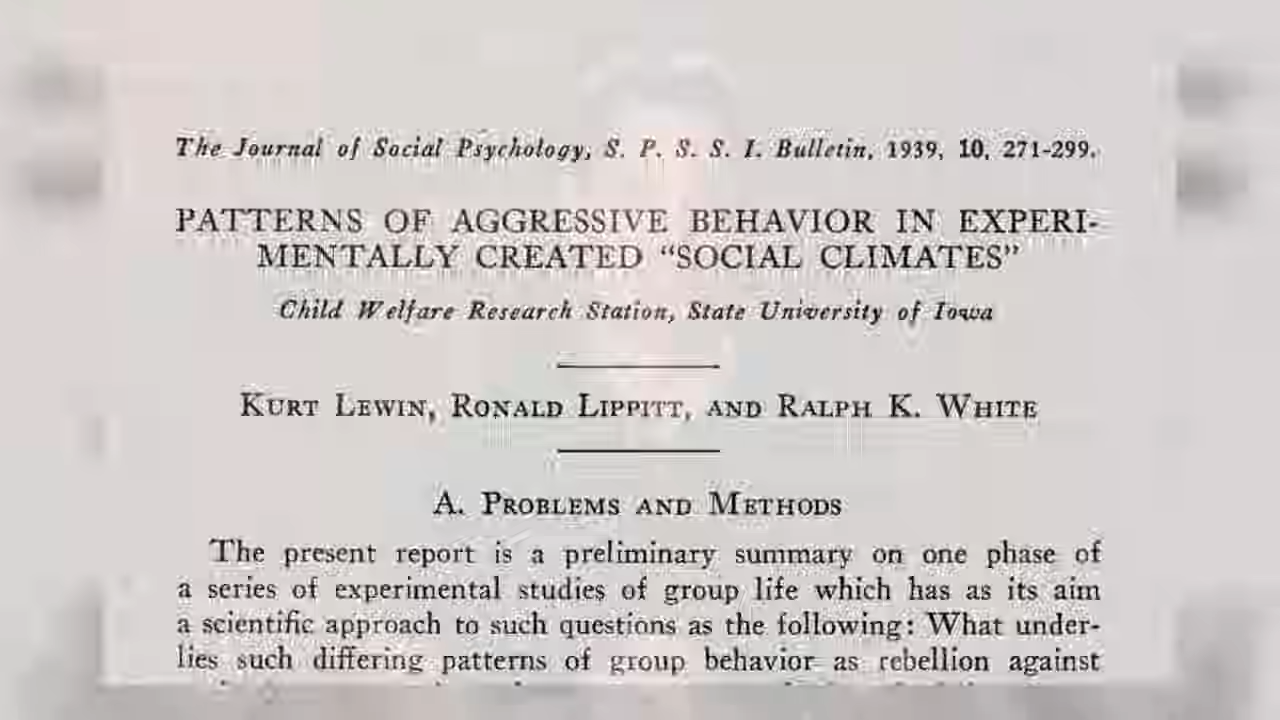 The Journal of Social Psychology, S. P. S. S. I. Bulletin, 1939, 10, 271-299.
PATTERNS OF AGGRESSIVE BEHAVIOR IN EXPERI-
MENTALLY CREATED “SOCIAL CLIMATES”
Child Welfare Research Station, State University of Iowa
KURT LEWIN, RONALD LIPPITT, AND RALPH K. WHITE
A. PROBLEMS AND METHODS
The present report is a preliminary summary on one phase of
a series of experimental studies of group life which has as its aim
a scientific approach to such questions as the following: What under-
lies such differing patterns of group behavior as rebellion against